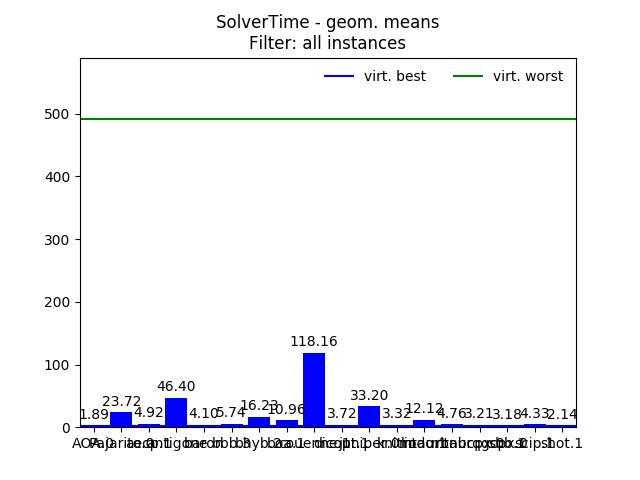 SolverTime - geom. means
Filter: all instances
virt. best virt. worst
500
400
300
200
100
0
1.89 23.72 4.92 46.40 4.10 5.74 16.23 10.96 118.16 3.72 33.20 3.32 12.12 4.76 3.21 3.18 4.33 2.14